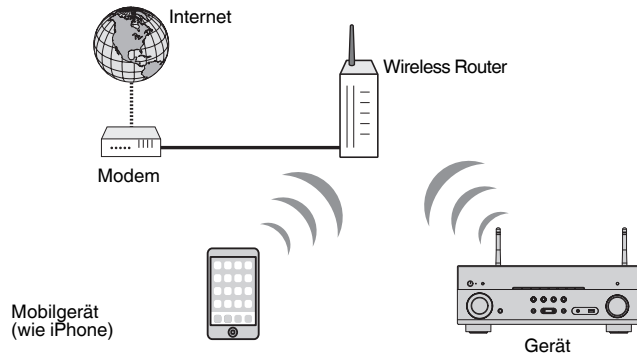 Internet
Wireless Router
Modem
Mobilgerät
(wie iPhone)
Gerät